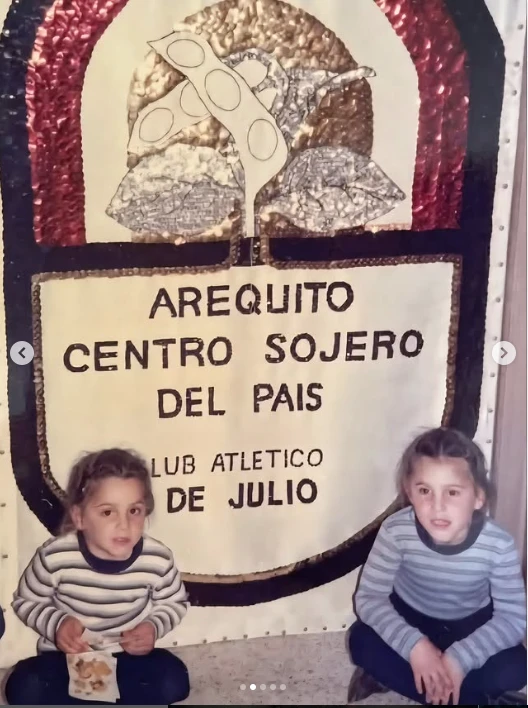 AREQUITO
CENTRO SOJERO
DEL PAIS
LUB ATLETICO
DE JULIO